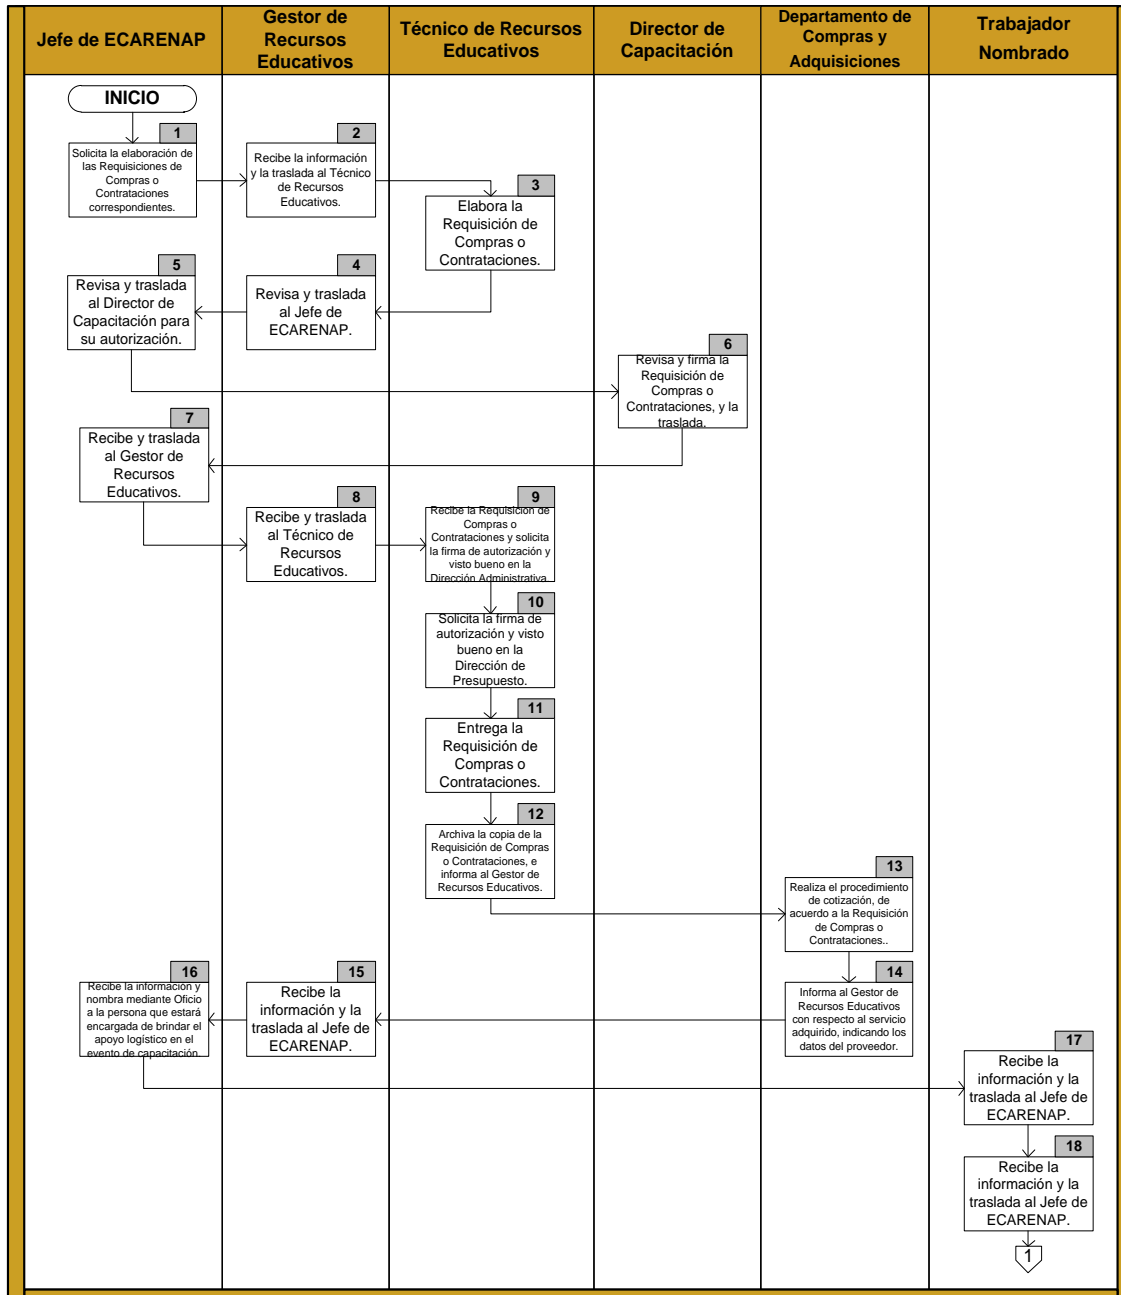 Jefe de ECARENAP
Gestor de
Recursos
Educativos
Técnico de Recursos
Educativos
Director de
Capacitación
Departamento de
Compras y
Adquisiciones
Trabajador
Nombrado
INICIO
1
Solicita la elaboración de
las Requisiciones de
Compras o
Contrataciones
correspondientes.
2
Recibe la información
y la traslada al Técnico
de Recursos
Educativos.
3
Elabora la
Requisición de
Compras o
Contrataciones.
4
Revisa y traslada
al Jefe de
ECARENAP.
5
Revisa y traslada
al Director de
Capacitación para
su autorización.
6
Revisa y firma la
Requisición de
Compras o
Contrataciones, y la
traslada.
7
Recibe y traslada
al Gestor de
Recursos
Educativos.
8
Recibe y traslada
al Técnico de
Recursos
Educativos.
9
Recibe la Requisición de
Compras o
Contrataciones y solicita
la firma de autorización y
visto bueno en la
Dirección Administrativa.
10
Solicita la firma de
autorización y visto
bueno en la
Dirección de
Presupuesto.
11
Entrega la
Requisición de
Compras o
Contrataciones.
12
Archiva la copia de la
Requisición de Compras
o Contrataciones, e
informa al Gestor de
Recursos Educativos.
13
Realiza el procedimiento
de cotización, de
acuerdo a la Requisición
de Compras o
Contrataciones..
14
Informa al Gestor de
Recursos Educativos
con respecto al servicio
adquirido, indicando los
datos del proveedor.
15
Recibe la
información y la
traslada al Jefe de
ECARENAP.
16
Recibe la información y
nombra mediante Oficio
a la persona que estará
encargada de brindar el
apoyo logístico en el
evento de capacitación.
17
Recibe la
información y la
traslada al Jefe de
ECARENAP.
18
Recibe la
información y la
traslada al Jefe de
ECARENAP.
1